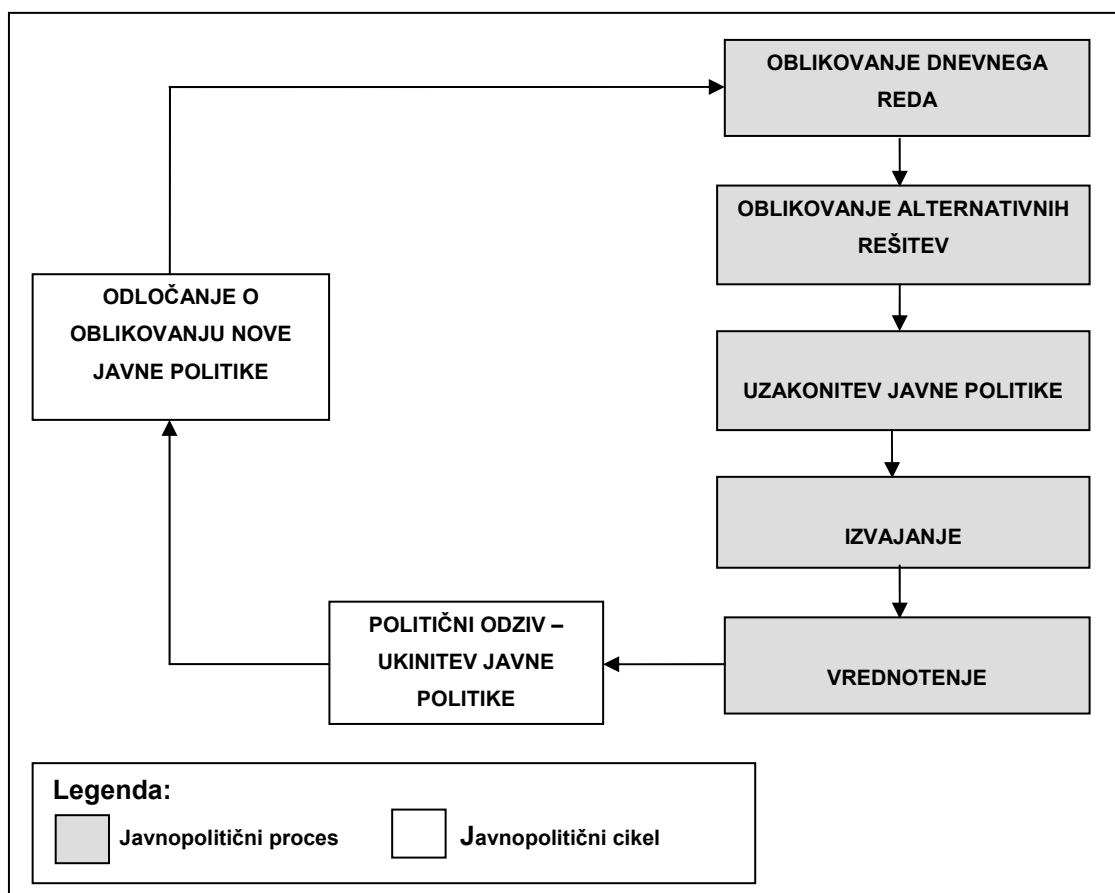 OBLIKOVANJE DNEVNEGA
REDA
OBLIKOVANJE ALTERNATIVNIH
REŠITEV
ODLOČANJE O
OBLIKOVANJU NOVE
JAVNE POLITIKE
UZAKONITEV JAVNE POLITIKE
IZVAJANJE
POLITIČNI ODZIV –
UKINITEV JAVNE
POLITIKE
VREDNOTENJE
Legenda:
Javnopolitični proces
Javnopolitični cikel